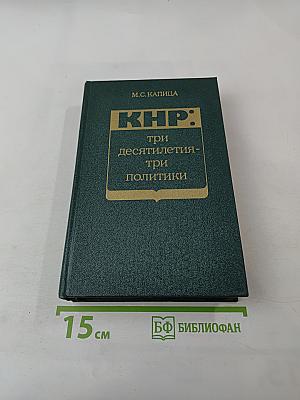 М.С. КАПИЦА
КНР:
три
десятилетия-
три
политики
15 см
БФ БИБЛИОФАН